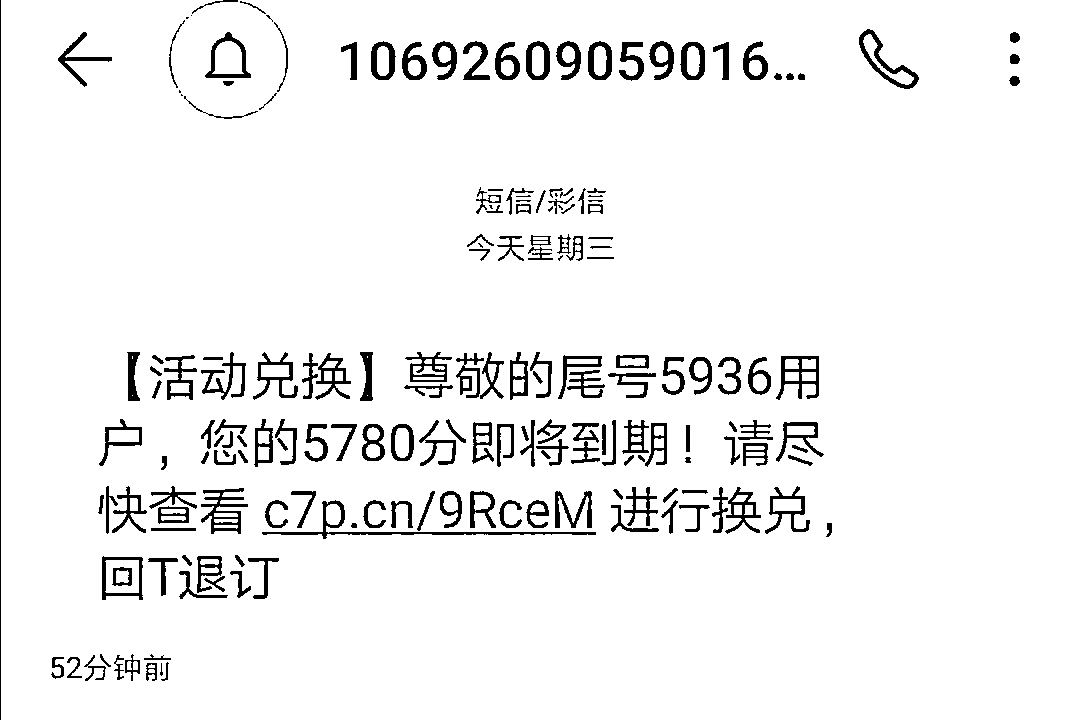 10692609059016...
短信/彩信
今天星期三
【活动兑换】尊敬的尾号5936用
户，您的5780分即将到期！请尽
快查看 c7p.cn/9RceM 进行换兑，
回T退订
52分钟前